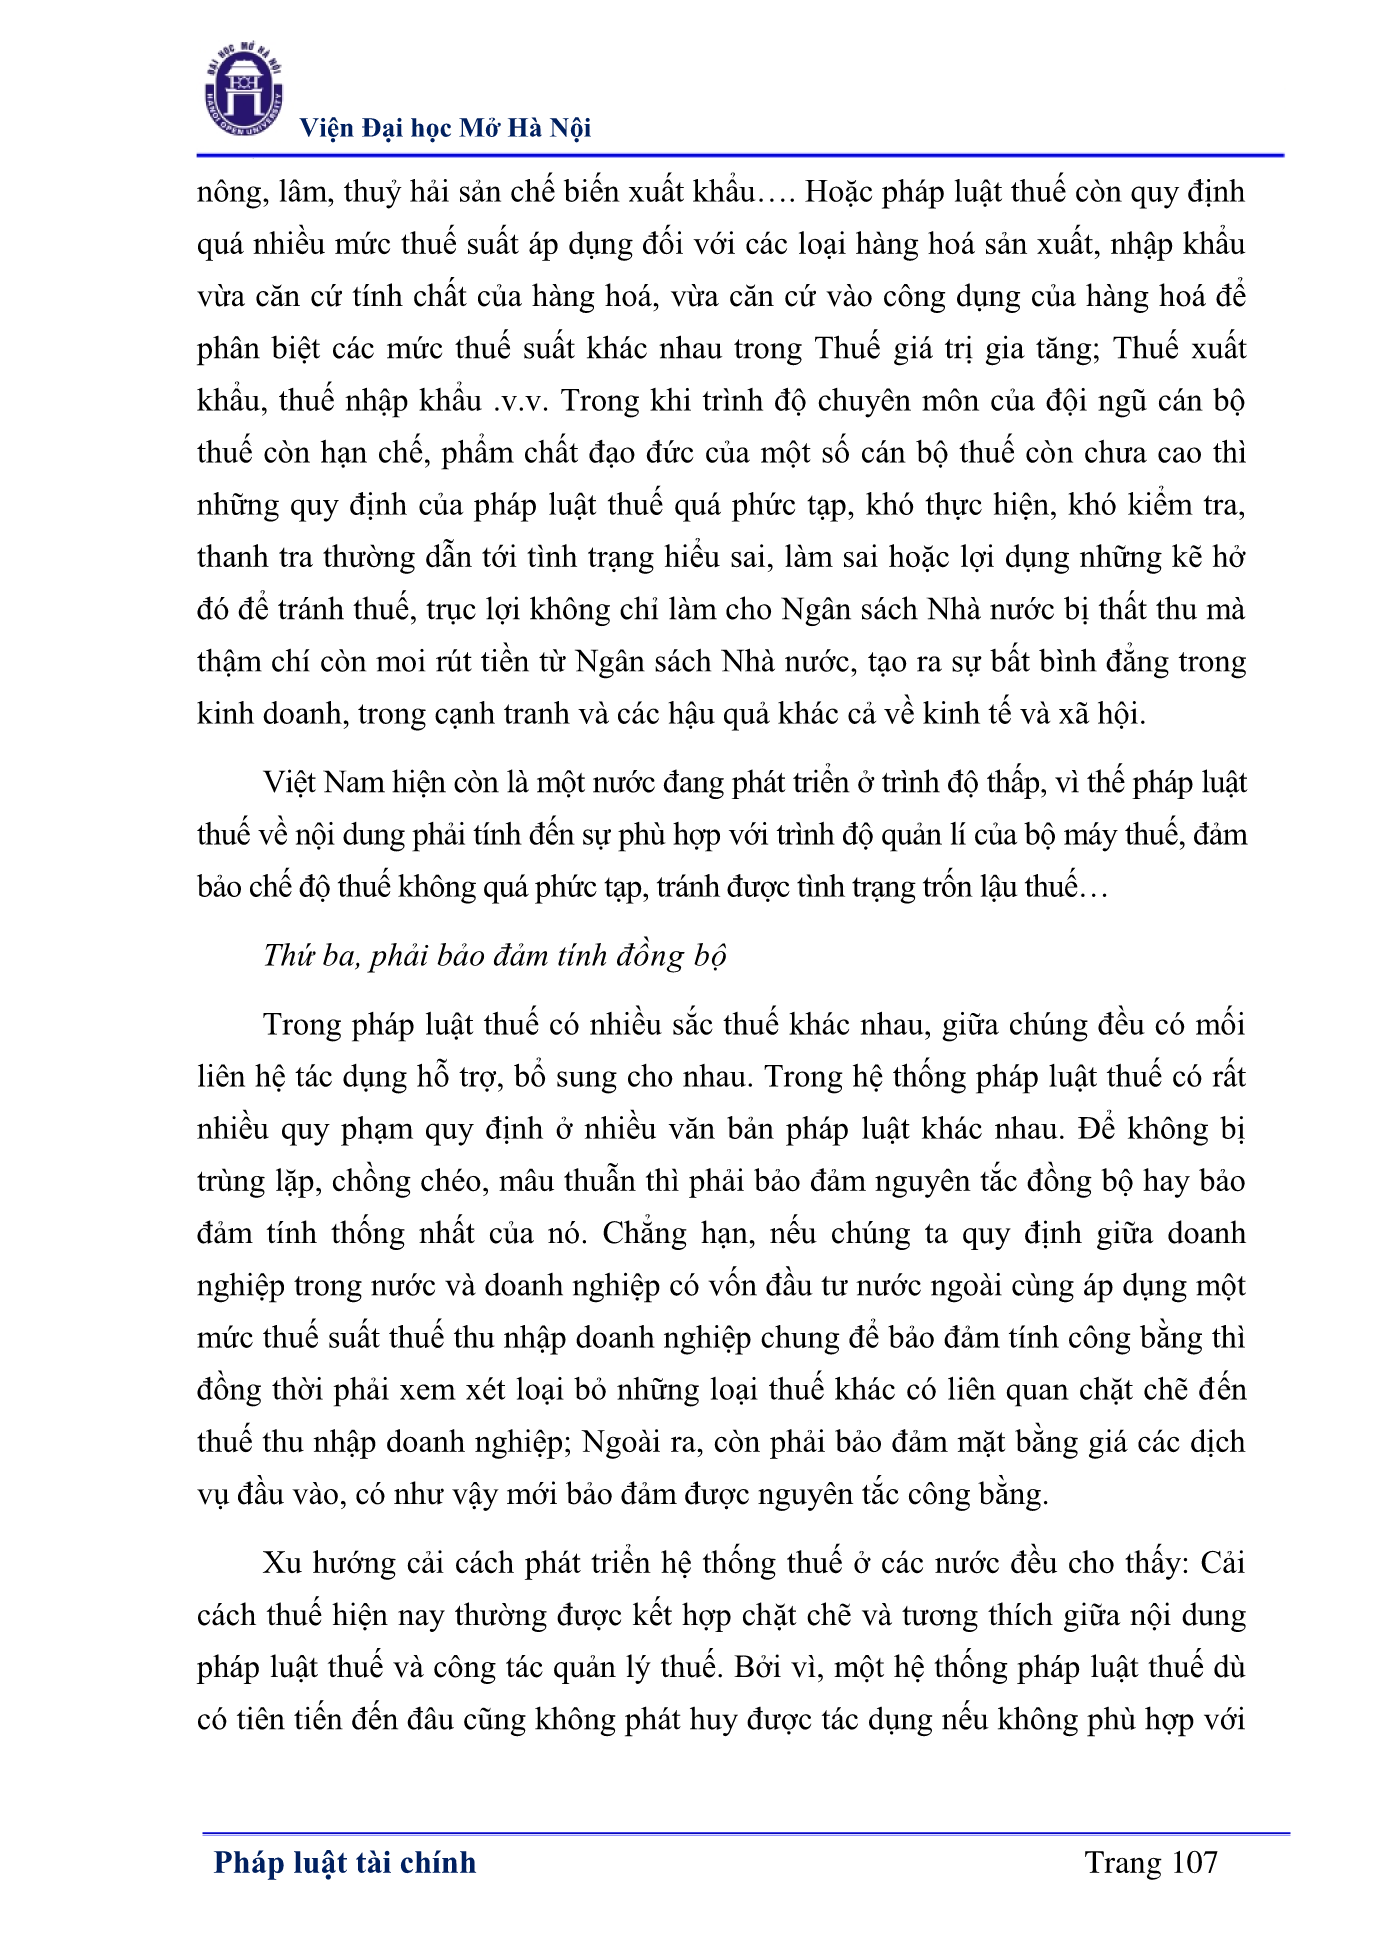 ĐẠI HỌC MỞ HÀ NỘI
HANOI OPEN UNIVERSITY
Viện Đại học Mở Hà Nội
nông, lâm, thuỷ hải sản chế biến xuất khẩu…. Hoặc pháp luật thuế còn quy định
quá nhiều mức thuế suất áp dụng đối với các loại hàng hoá sản xuất, nhập khẩu
vừa căn cứ tính chất của hàng hoá, vừa căn cứ vào công dụng của hàng hoá để
phân biệt các mức thuế suất khác nhau trong Thuế giá trị gia tăng; Thuế xuất
khẩu, thuế nhập khẩu .v.v. Trong khi trình độ chuyên môn của đội ngũ cán bộ
thuế còn hạn chế, phẩm chất đạo đức của một số cán bộ thuế còn chưa cao thì
những quy định của pháp luật thuế quá phức tạp, khó thực hiện, khó kiểm tra,
thanh tra thường dẫn tới tình trạng hiểu sai, làm sai hoặc lợi dụng những kẽ hở
đó để tránh thuế, trục lợi không chỉ làm cho Ngân sách Nhà nước bị thất thu mà
thậm chí còn moi rút tiền từ Ngân sách Nhà nước, tạo ra sự bất bình đẳng trong
kinh doanh, trong cạnh tranh và các hậu quả khác cả về kinh tế và xã hội.
Việt Nam hiện còn là một nước đang phát triển ở trình độ thấp, vì thế pháp luật
thuế về nội dung phải tính đến sự phù hợp với trình độ quản lí của bộ máy thuế, đảm
bảo chế độ thuế không quá phức tạp, tránh được tình trạng trốn lậu thuế…
Thứ ba, phải bảo đảm tính đồng bộ
Trong pháp luật thuế có nhiều sắc thuế khác nhau, giữa chúng đều có mối
liên hệ tác dụng hỗ trợ, bổ sung cho nhau. Trong hệ thống pháp luật thuế có rất
nhiều quy phạm quy định ở nhiều văn bản pháp luật khác nhau. Để không bị
trùng lặp, chồng chéo, mâu thuẫn thì phải bảo đảm nguyên tắc đồng bộ hay bảo
đảm tính thống nhất của nó. Chẳng hạn, nếu chúng ta quy định giữa doanh
nghiệp trong nước và doanh nghiệp có vốn đầu tư nước ngoài cùng áp dụng một
mức thuế suất thuế thu nhập doanh nghiệp chung để bảo đảm tính công bằng thì
đồng thời phải xem xét loại bỏ những loại thuế khác có liên quan chặt chẽ đến
thuế thu nhập doanh nghiệp; Ngoài ra, còn phải bảo đảm mặt bằng giá các dịch
vụ đầu vào, có như vậy mới bảo đảm được nguyên tắc công bằng.
Xu hướng cải cách phát triển hệ thống thuế ở các nước đều cho thấy: Cải
cách thuế hiện nay thường được kết hợp chặt chẽ và tương thích giữa nội dung
pháp luật thuế và công tác quản lý thuế. Bởi vì, một hệ thống pháp luật thuế dù
có tiên tiến đến đâu cũng không phát huy được tác dụng nếu không phù hợp với
Pháp luật tài chính
Trang 107